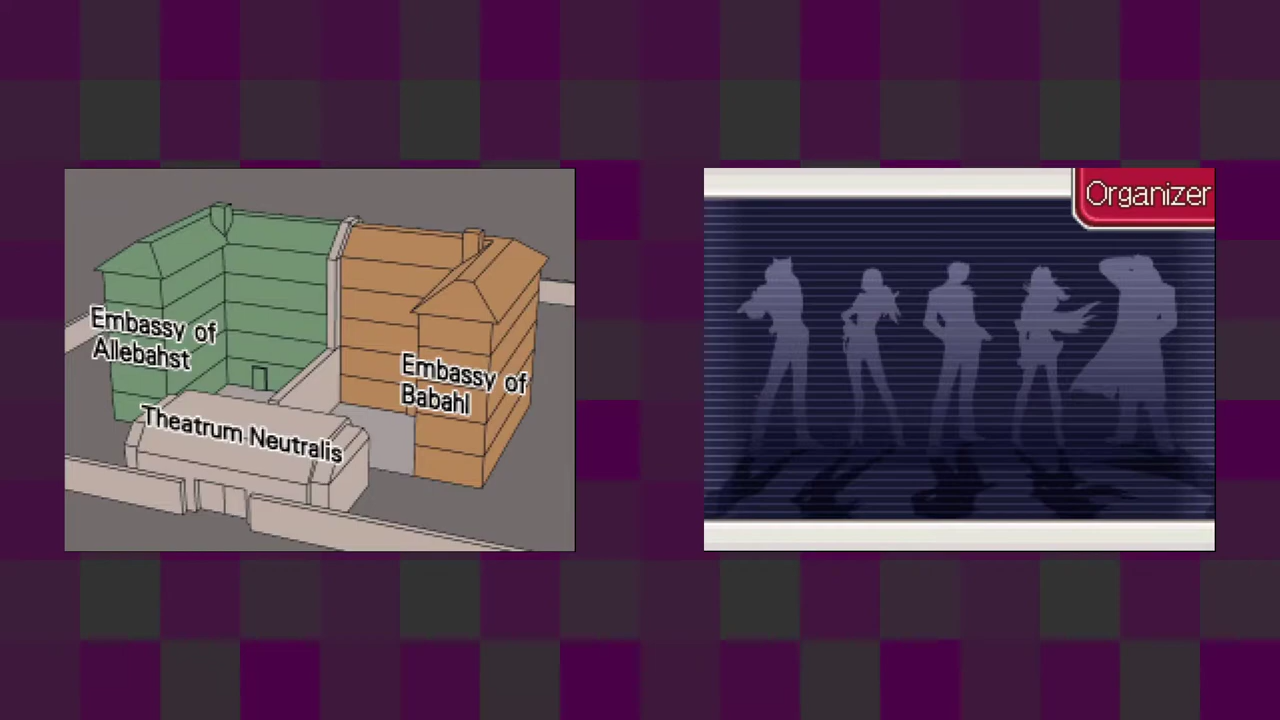 Embassy of
Allebahst
Embassy of
Babahl
Theatrum Neutralis
Organizer